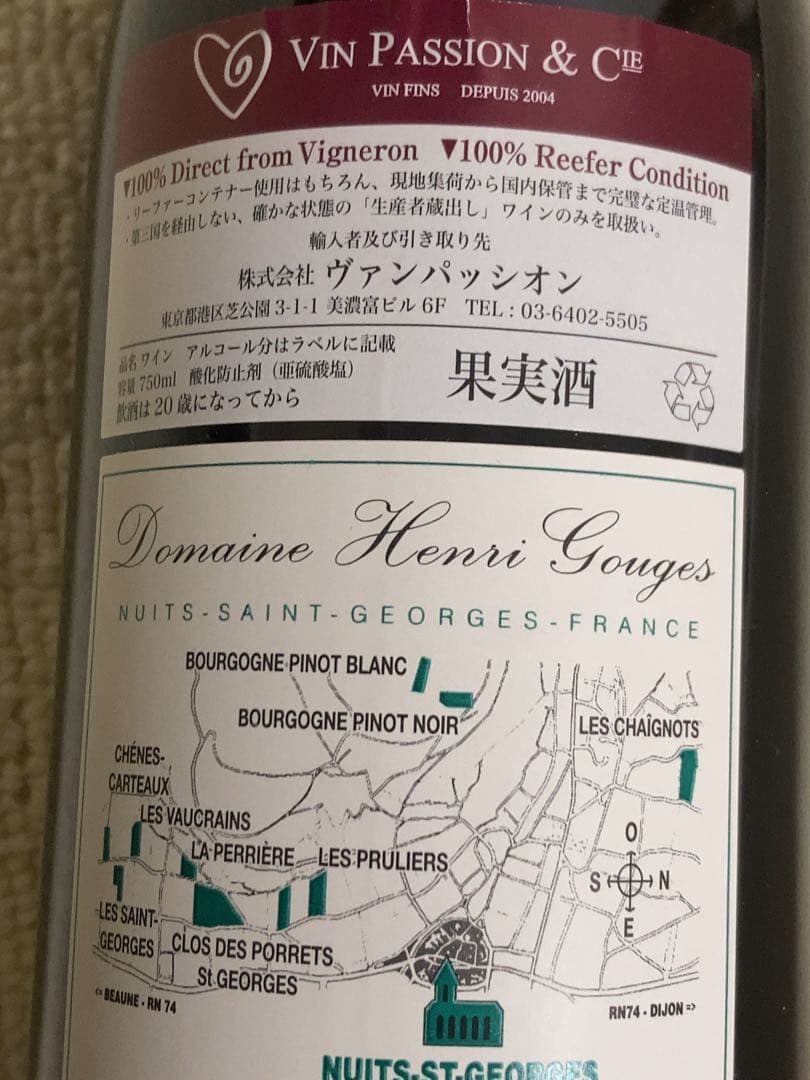 VIN PASSION & CIE
VIN FINS DEPUIS 2004
▼100% Direct from Vigneron ▼100% Reefer Condition
・リーファーコンテナー使用はもちろん、現地集荷から国内保管まで完璧な定温管理。
・第三国を経由しない、確かな状態の「生産者蔵出し」ワインのみを取扱い。
輸入者及び引き取り先
株式会社 ヴァンパッシオン
東京都港区芝公園 3-1-1 美濃富ビル 6F TEL : 03-6402-5505
品名 ワイン アルコール分はラベルに記載
容量 750ml 酸化防止剤（亜硫酸塩）
飲酒は 20 歳になってから
果実酒
Domaine Henri Gouges
NUITS-SAINT-GEORGES-FRANCE
BOURGOGNE PINOT BLANC
BOURGOGNE PINOT NOIR
LES CHAÎGNOTS
CHÉNES-
CARTEAUX
LES VAUCRAINS
LA PERRIÈRE
LES PRULIERS
O
S
N
E
LES SAINT-
GEORGES
CLOS DES PORRETS
St GEORGES
<< BEAUNE - RN 74
RN74 - DIJON =>
NUITS-ST-GEORGES